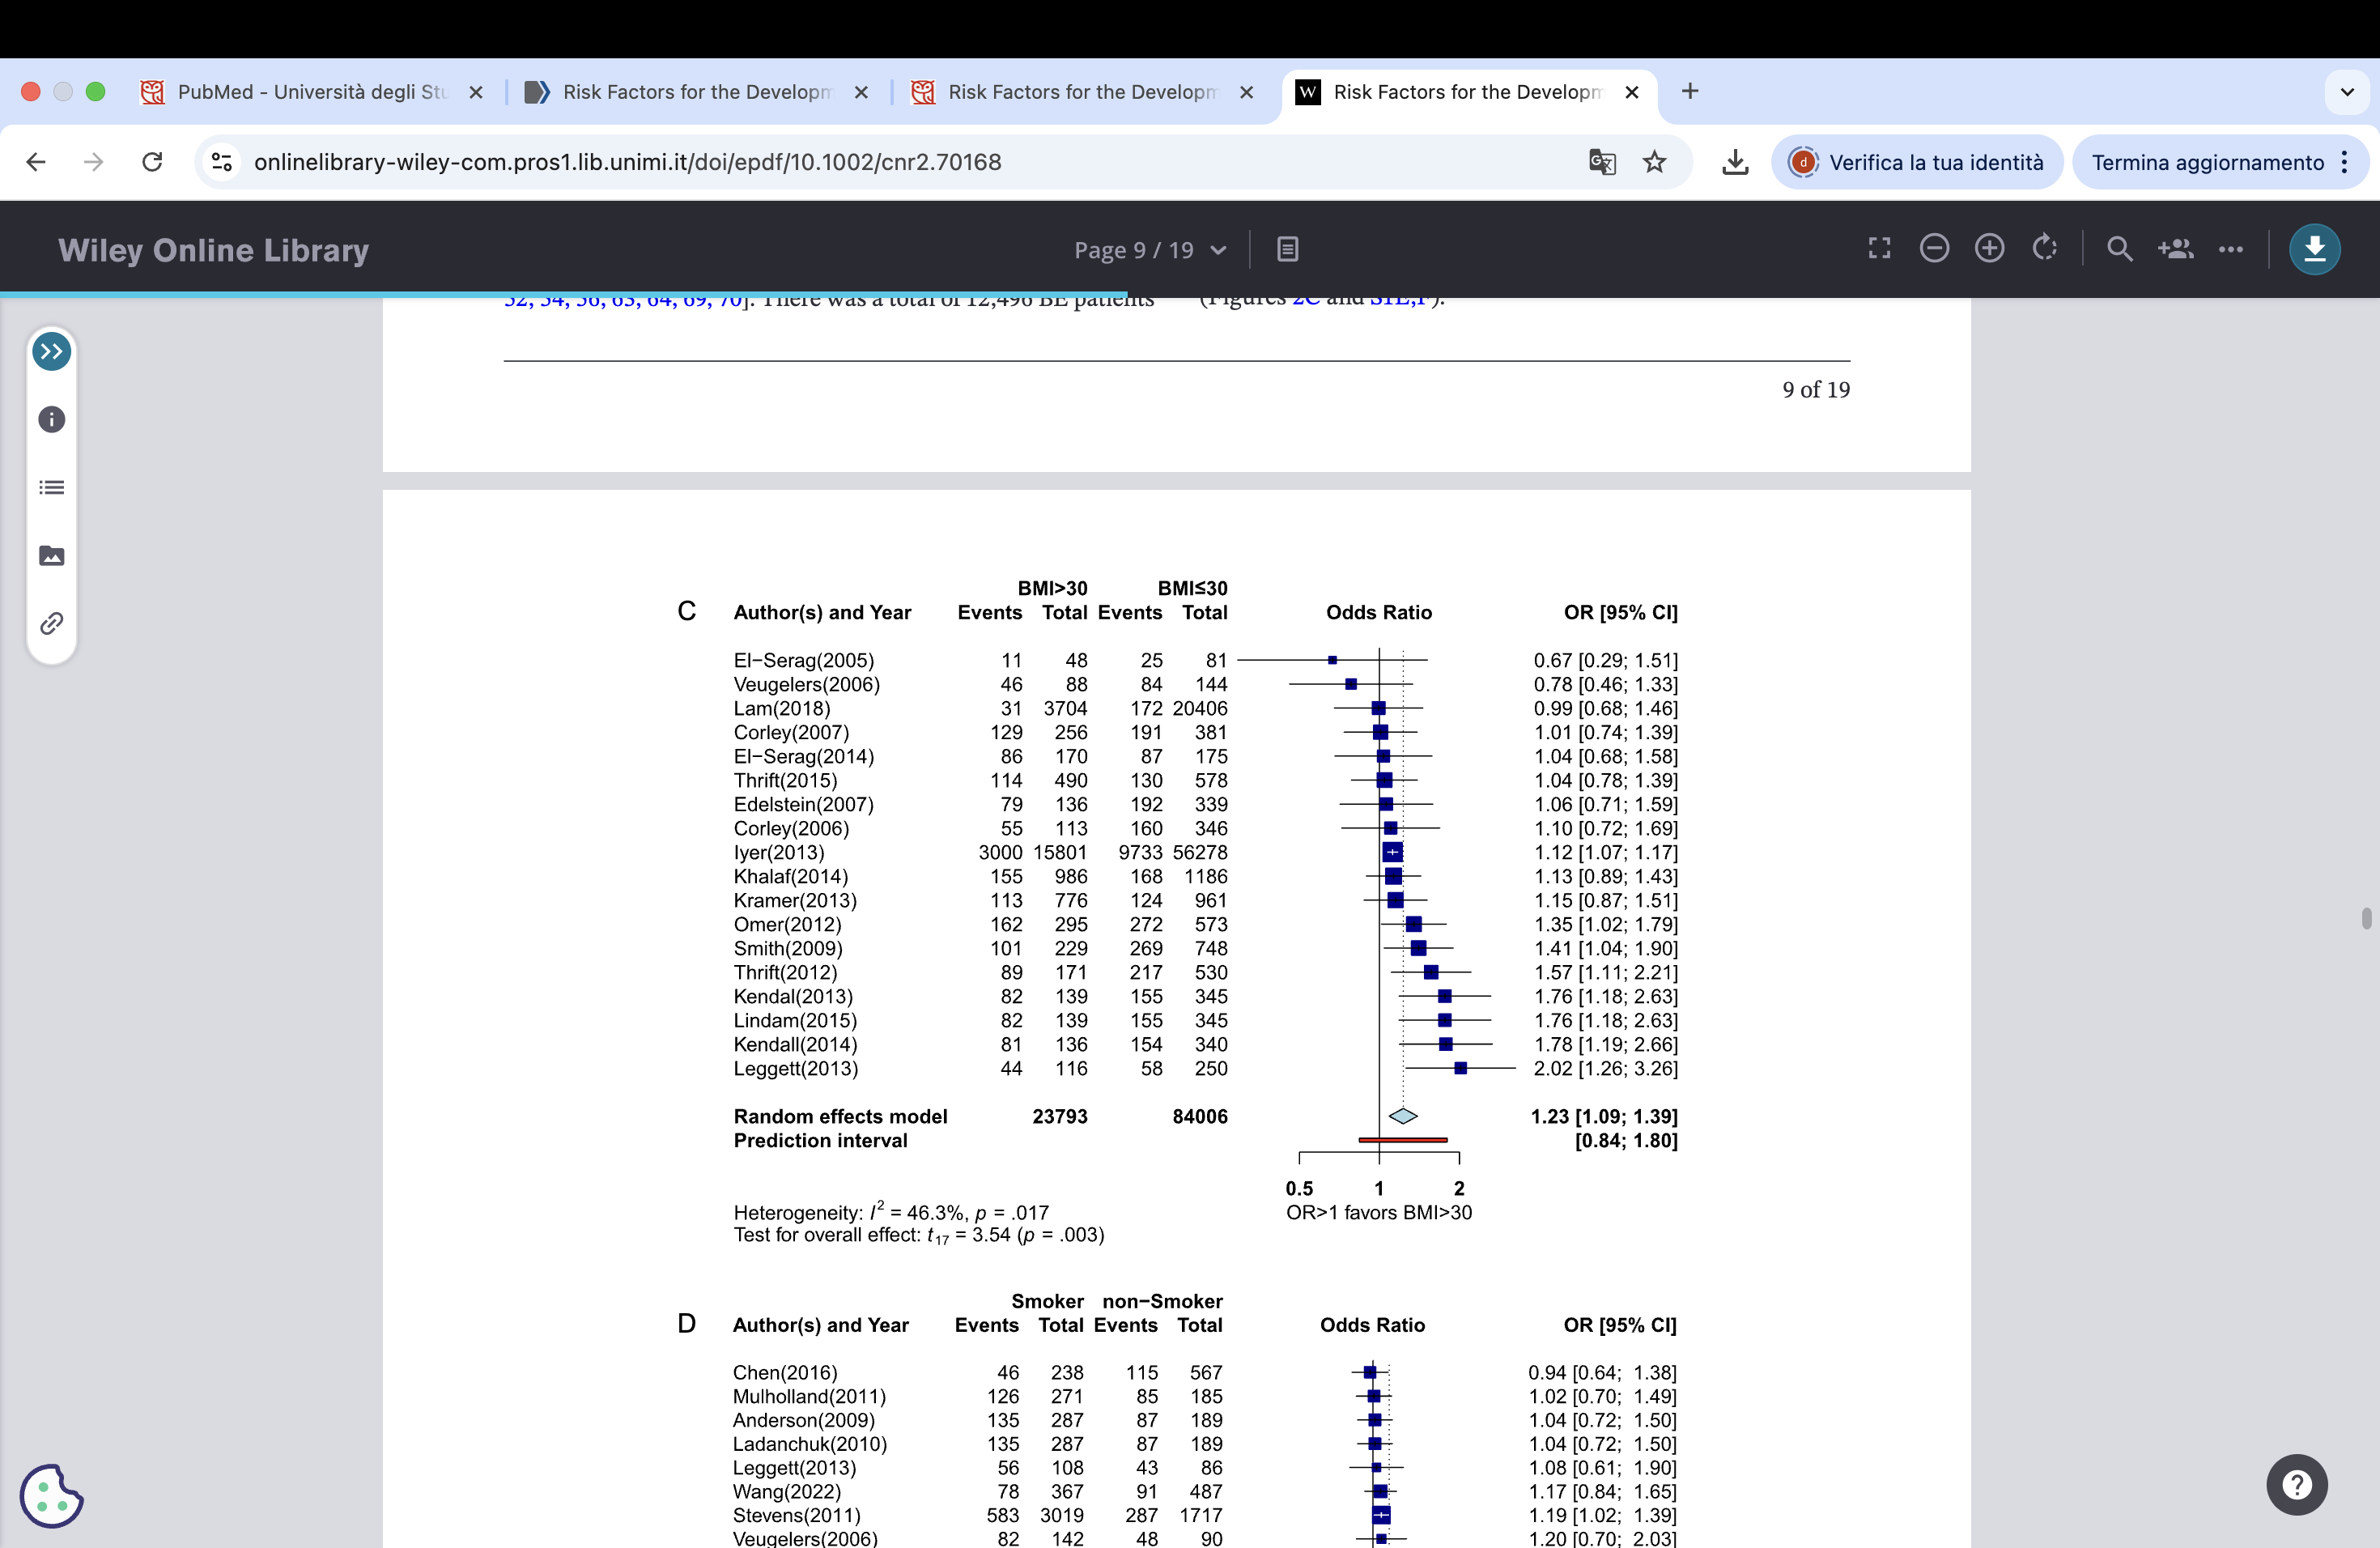 PubMed - Università degli Stu
Risk Factors for the Developm
Risk Factors for the Developm
W Risk Factors for the Developm
onlinelibrary-wiley-com.pros1.lib.unimi.it/doi/epdf/10.1002/cnr2.70168
d Verifica la tua identità
Termina aggiornamento
Wiley Online Library
Page 9 / 19
52, 54, 56, 63, 64, 69, 70]. There was a total of 12,496 BE patients
(Figures 2C and S1E,F).
9 of 19
BMI>30 BMI≤30
C Author(s) and Year Events Total Events Total Odds Ratio OR [95% CI]
El−Serag(2005) 11 48 25 81 0.67 [0.29; 1.51]
Veugelers(2006) 46 88 84 144 0.78 [0.46; 1.33]
Lam(2018) 31 3704 172 20406 0.99 [0.68; 1.46]
Corley(2007) 129 256 191 381 1.01 [0.74; 1.39]
El−Serag(2014) 86 170 87 175 1.04 [0.68; 1.58]
Thrift(2015) 114 490 130 578 1.04 [0.78; 1.39]
Edelstein(2007) 79 136 192 339 1.06 [0.71; 1.59]
Corley(2006) 55 113 160 346 1.10 [0.72; 1.69]
Iyer(2013) 3000 15801 9733 56278 1.12 [1.07; 1.17]
Khalaf(2014) 155 986 168 1186 1.13 [0.89; 1.43]
Kramer(2013) 113 776 124 961 1.15 [0.87; 1.51]
Omer(2012) 162 295 272 573 1.35 [1.02; 1.79]
Smith(2009) 101 229 269 748 1.41 [1.04; 1.90]
Thrift(2012) 89 171 217 530 1.57 [1.11; 2.21]
Kendal(2013) 82 139 155 345 1.76 [1.18; 2.63]
Lindam(2015) 82 139 155 345 1.76 [1.18; 2.63]
Kendall(2014) 81 136 154 340 1.78 [1.19; 2.66]
Leggett(2013) 44 116 58 250 2.02 [1.26; 3.26]
Random effects model 23793 84006 1.23 [1.09; 1.39]
Prediction interval [0.84; 1.80]
0.5 1 2
Heterogeneity: I² = 46.3%, p = .017 OR>1 favors BMI>30
Test for overall effect: t₁₇ = 3.54 (p = .003)
Smoker non−Smoker
D Author(s) and Year Events Total Events Total Odds Ratio OR [95% CI]
Chen(2016) 46 238 115 567 0.94 [0.64; 1.38]
Mulholland(2011) 126 271 85 185 1.02 [0.70; 1.49]
Anderson(2009) 135 287 87 189 1.04 [0.72; 1.50]
Ladanchuk(2010) 135 287 87 189 1.04 [0.72; 1.50]
Leggett(2013) 56 108 43 86 1.08 [0.61; 1.90]
Wang(2022) 78 367 91 487 1.17 [0.84; 1.65]
Stevens(2011) 583 3019 287 1717 1.19 [1.02; 1.39]
Veugelers(2006) 82 142 48 90 1.20 [0.70; 2.03]